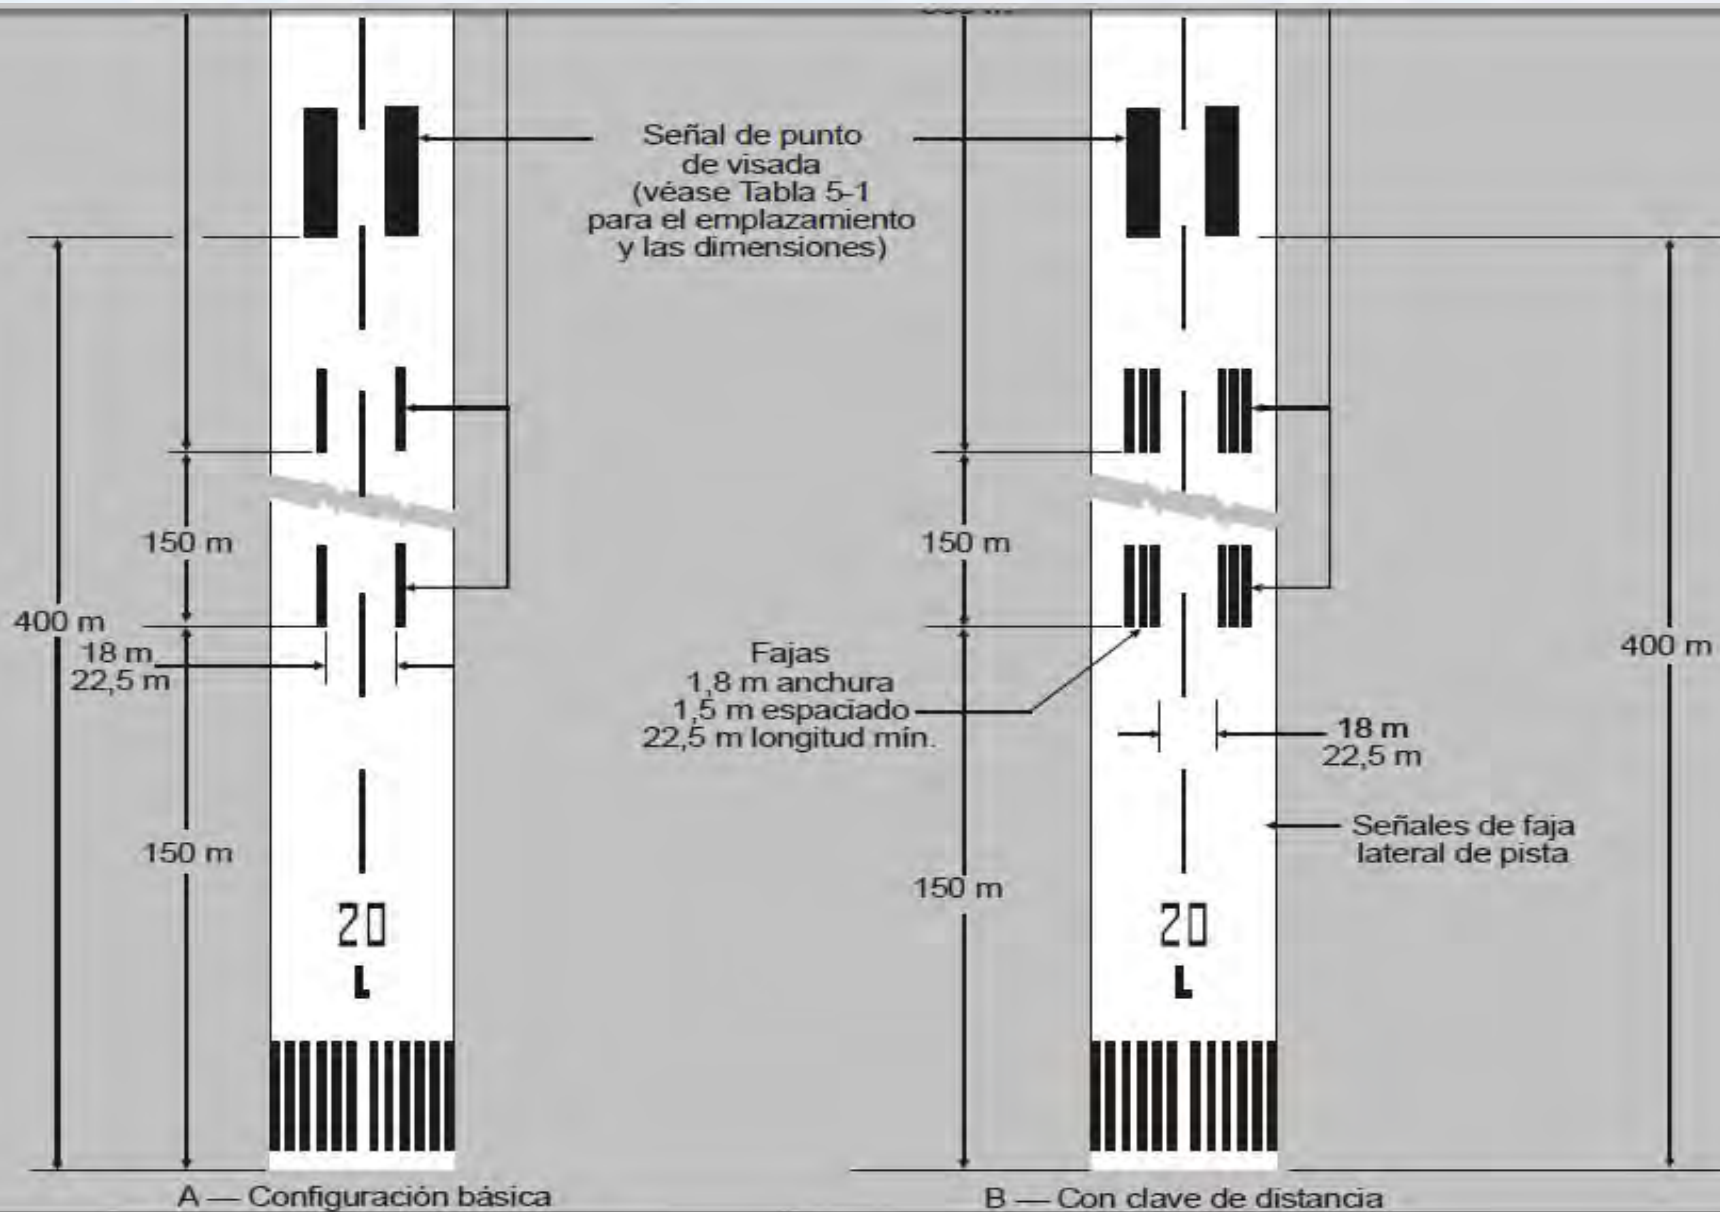 Señal de punto
de visada
(véase Tabla 5-1
para el emplazamiento
y las dimensiones)
150 m
400 m
18 m
22,5 m
150 m
20
L
A — Configuración básica
150 m
Fajas
1,8 m anchura
1,5 m espaciado
22,5 m longitud mín.
18 m
22,5 m
400 m
Señales de faja
lateral de pista
150 m
20
L
B — Con clave de distancia